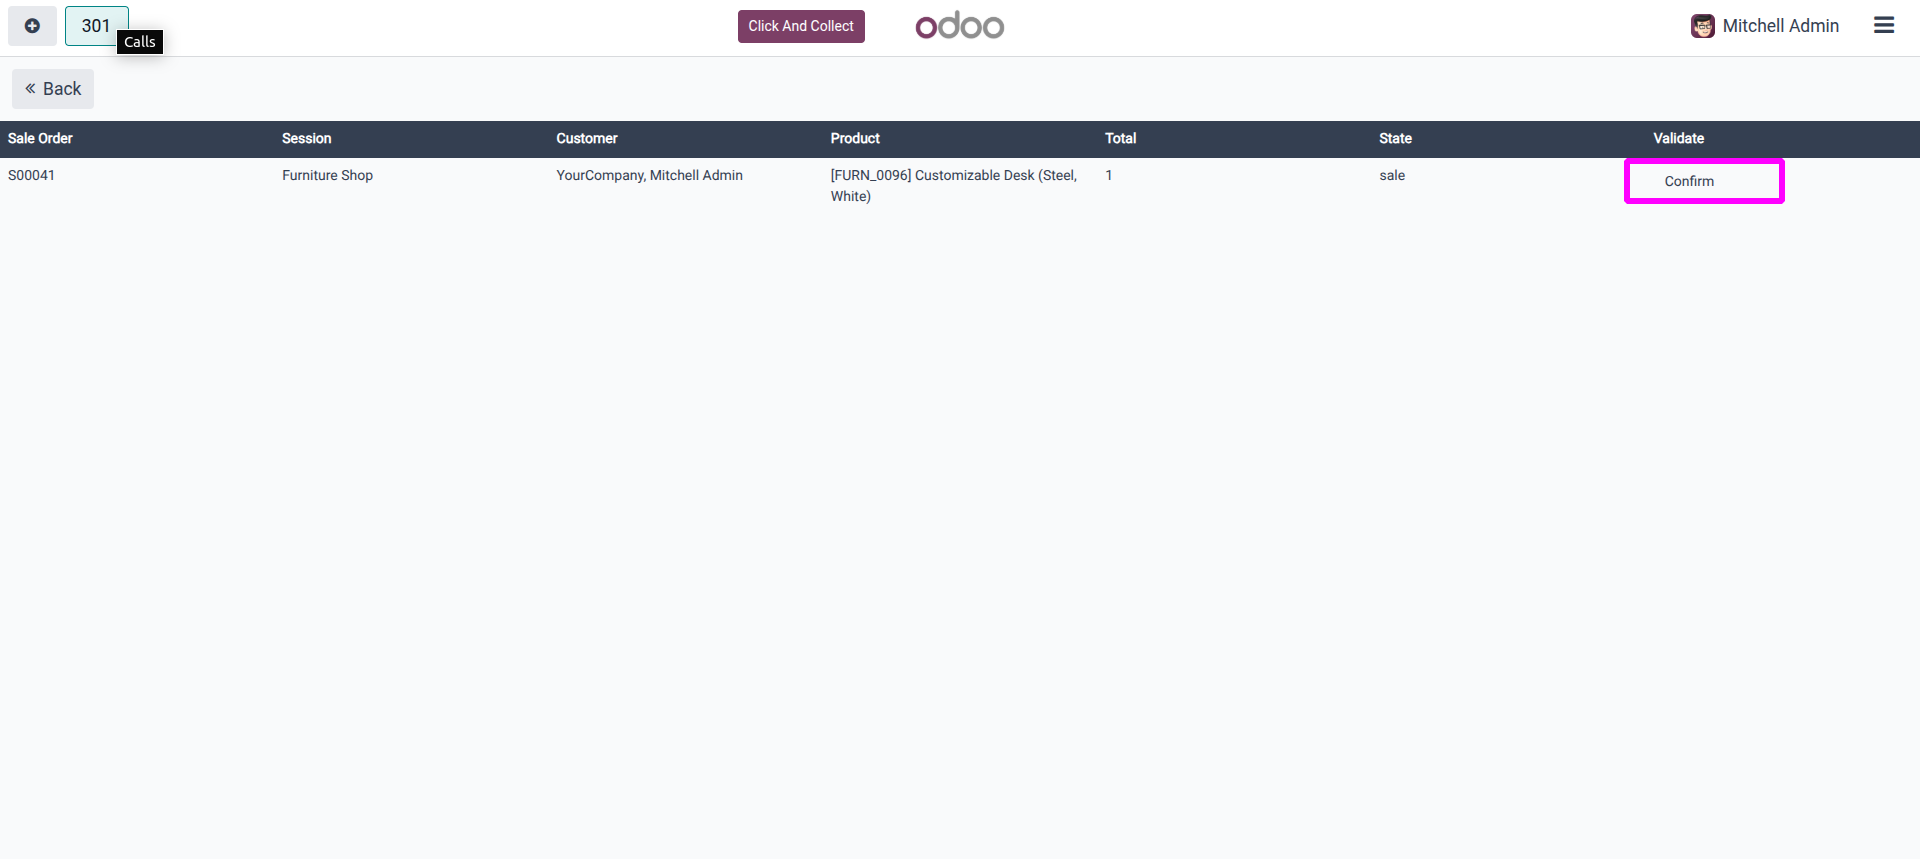 301
Calls
Click And Collect
odoo
Mitchell Admin
« Back
Sale Order Session Customer Product Total State Validate
S00041 Furniture Shop YourCompany, Mitchell Admin [FURN_0096] Customizable Desk (Steel, 1 sale Confirm
White)